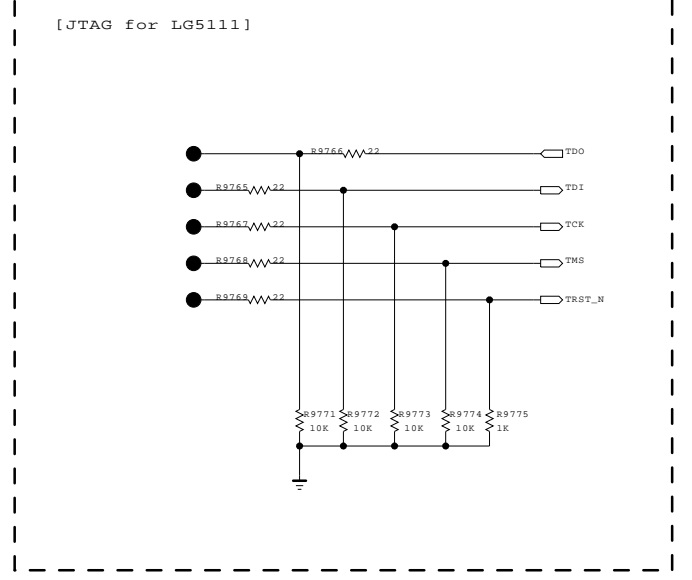 [JTAG for LG5111]
R9766 22 TDO
R9765 22 TDI
R9767 22 TCK
R9768 22 TMS
R9769 22 TRST_N
R9771 R9772 R9773 R9774 R9775
10K 10K 10K 10K 1K